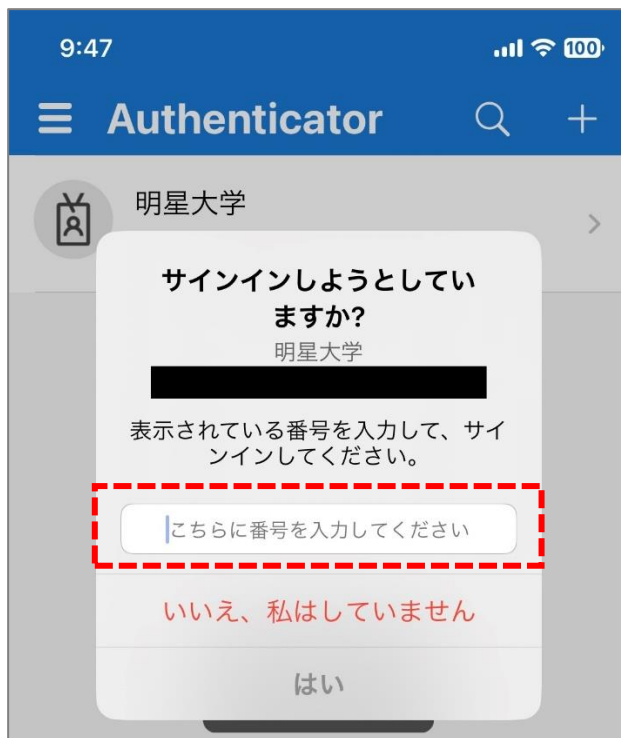 9:47
100
Authenticator
明星大学
サインインしようとしてい
ますか?
明星大学
表示されている番号を入力して、サイ
ンインしてください。
こちらに番号を入力してください
いいえ、私はしていません
はい